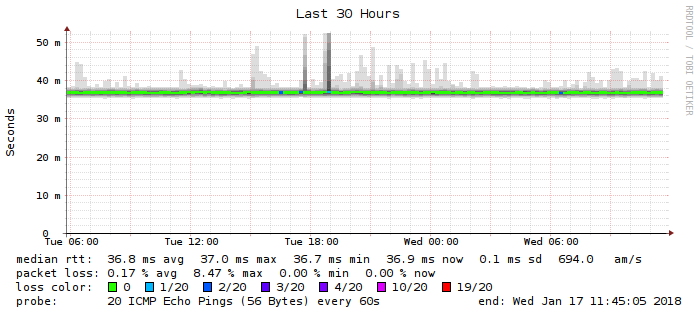 Last 30 Hours
RRDTOOL / TOBI OETIKER
Seconds
50 m
40 m
30 m
20 m
10 m
0
Tue 06:00 Tue 12:00 Tue 18:00 Wed 00:00 Wed 06:00
median rtt: 36.8 ms avg 37.0 ms max 36.7 ms min 36.9 ms now 0.1 ms sd 694.0 am/s
packet loss: 0.17 % avg 8.47 % max 0.00 % min 0.00 % now
loss color: 0 1/20 2/20 3/20 4/20 10/20 19/20
probe: 20 ICMP Echo Pings (56 Bytes) every 60s end: Wed Jan 17 11:45:05 2018